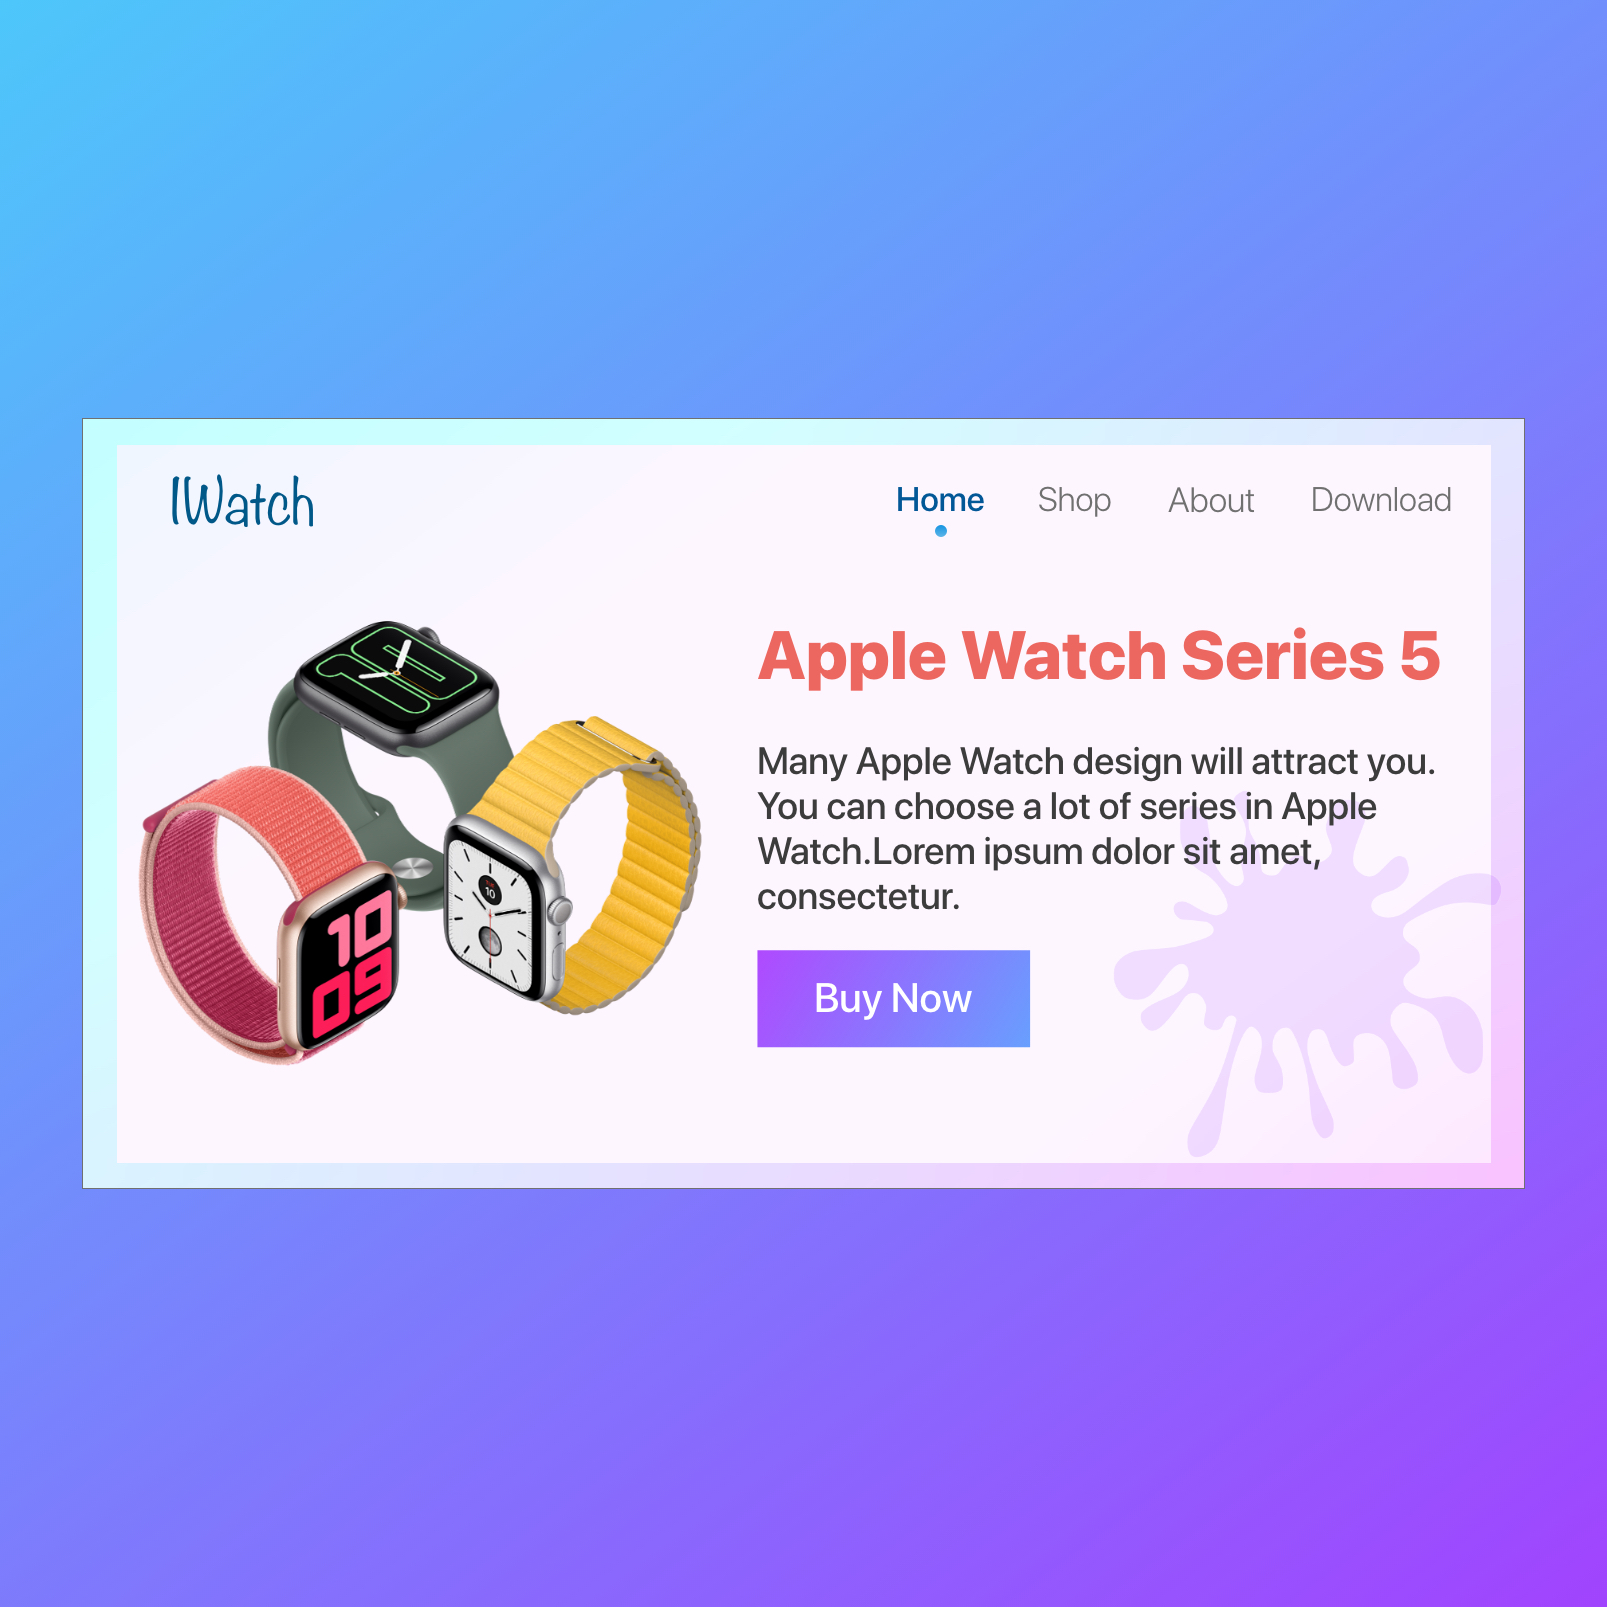 IWatch
Home Shop About Download
Apple Watch Series 5
Many Apple Watch design will attract you.
You can choose a lot of series in Apple
Watch.Lorem ipsum dolor sit amet,
consectetur.
Buy Now
10
09
10